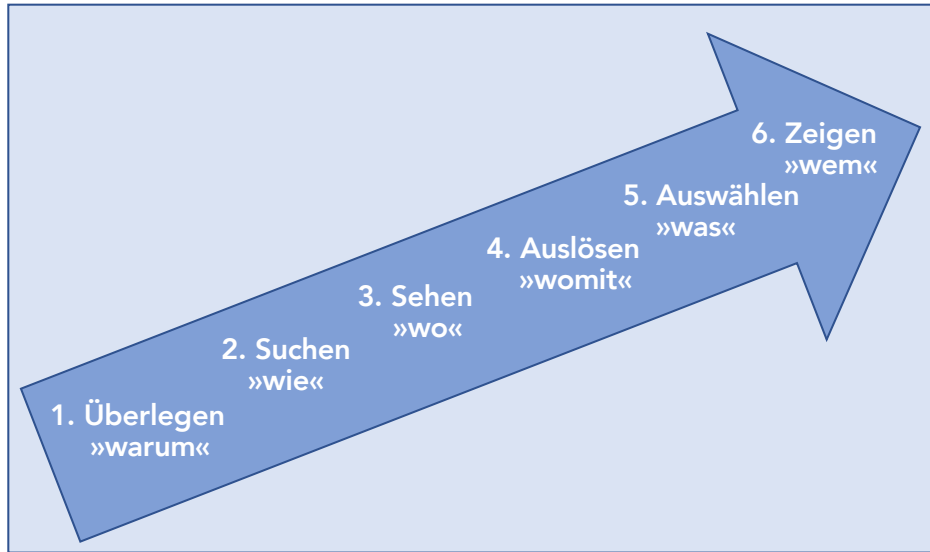 1. Überlegen
»warum«
2. Suchen
»wie«
3. Sehen
»wo«
4. Auslösen
»womit«
5. Auswählen
»was«
6. Zeigen
»wem«